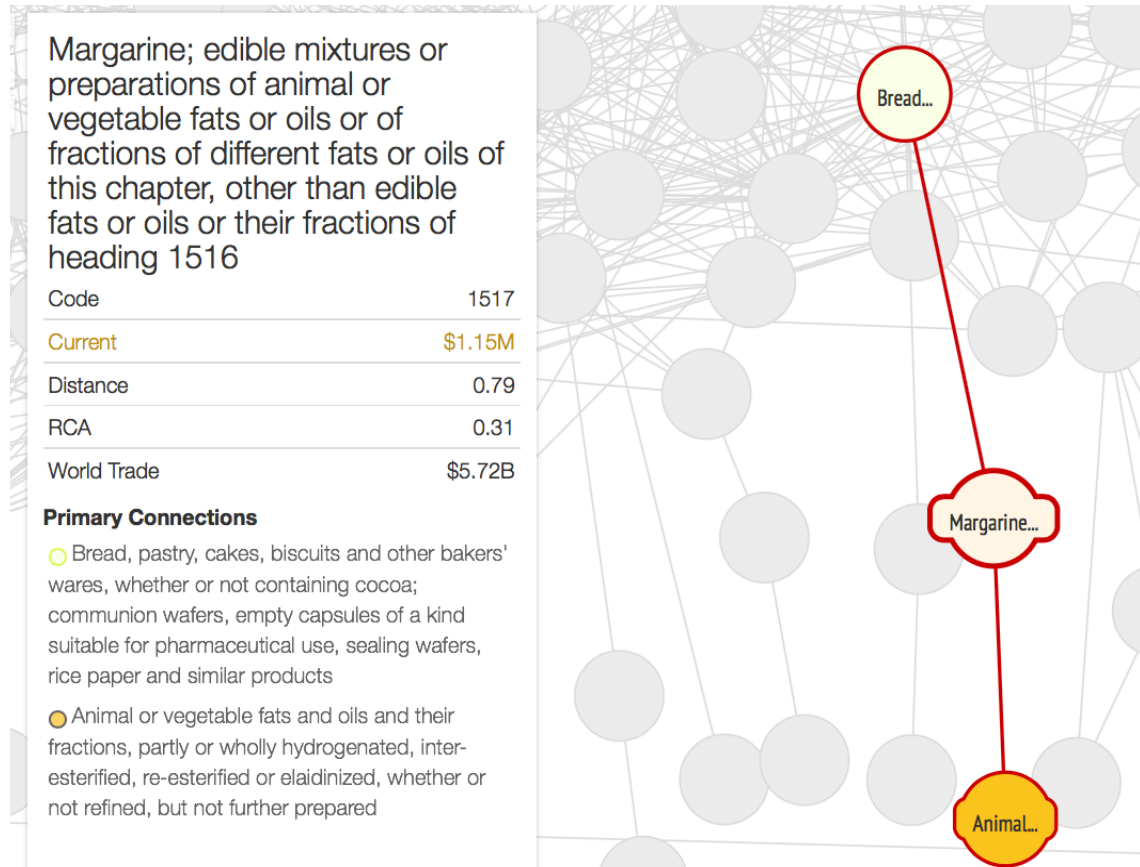 Margarine; edible mixtures or
preparations of animal or
vegetable fats or oils or of
fractions of different fats or oils of
this chapter, other than edible
fats or oils or their fractions of
heading 1516
Code 1517
Current $1.15M
Distance 0.79
RCA 0.31
World Trade $5.72B
Primary Connections
Bread, pastry, cakes, biscuits and other bakers'
wares, whether or not containing cocoa;
communion wafers, empty capsules of a kind
suitable for pharmaceutical use, sealing wafers,
rice paper and similar products
Animal or vegetable fats and oils and their
fractions, partly or wholly hydrogenated, inter-
esterified, re-esterified or elaidinized, whether or
not refined, but not further prepared
Bread...
Margarine...
Animal...